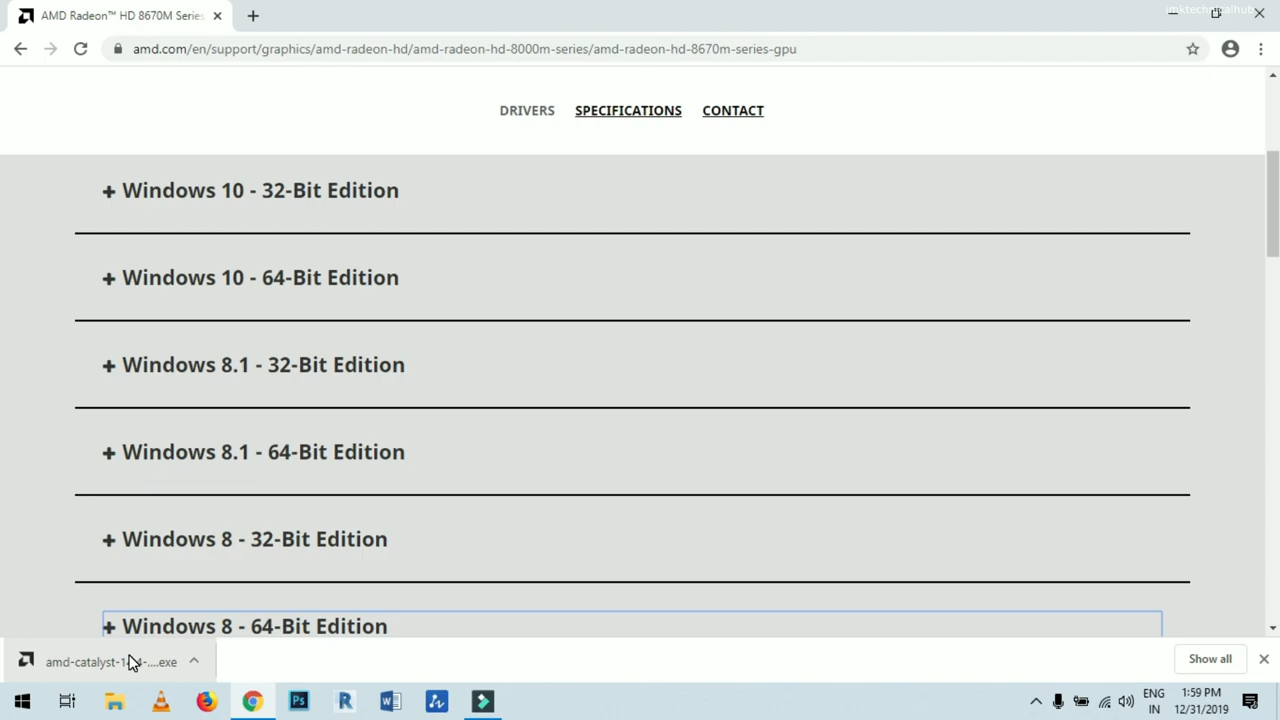 AMD Radeon™ HD 8670M Series
jmktechnicalhub
amd.com/en/support/graphics/amd-radeon-hd/amd-radeon-hd-8000m-series/amd-radeon-hd-8670m-series-gpu
DRIVERS SPECIFICATIONS CONTACT
+ Windows 10 - 32-Bit Edition
+ Windows 10 - 64-Bit Edition
+ Windows 8.1 - 32-Bit Edition
+ Windows 8.1 - 64-Bit Edition
+ Windows 8 - 32-Bit Edition
+ Windows 8 - 64-Bit Edition
....exe
Show all
Ps R W
ENG 1:59 PM
IN 12/31/2019